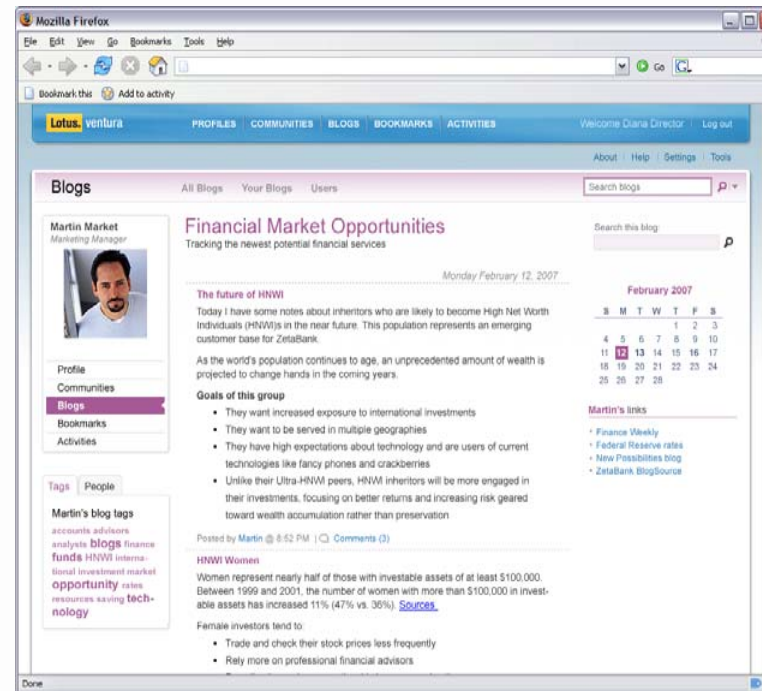 Mozilla Firefox
File Edit View Go Bookmarks Tools Help
Go G
Bookmark this Add to activity
Lotus. ventura PROFILES COMMUNITIES BLOGS BOOKMARKS ACTIVITIES Welcome Diana Director Log out
About Help Settings Tools
Blogs All Blogs Your Blogs Users Search blogs
Martin Market
Marketing Manager
Profile
Communities
Blogs
Bookmarks
Activities
Tags People
Martin's blog tags
accounts advisors
analysts blogs finance
funds HNWI interna-
tional investment market
opportunity rates
resources saving tech-
nology
Financial Market Opportunities
Tracking the newest potential financial services
Monday February 12, 2007
The future of HNWI
Today I have some notes about inheritors who are likely to become High Net Worth
Individuals (HNWI)s in the near future. This population represents an emerging
customer base for ZetaBank.
As the world's population continues to age, an unprecedented amount of wealth is
projected to change hands in the coming years.
Goals of this group
• They want increased exposure to international investments
• They want to be served in multiple geographies
• They have high expectations about technology and are users of current
technologies like fancy phones and crackberries
• Unlike their Ultra-HNWI peers, HNWI inheritors will be more engaged in
their investments, focusing on better returns and increasing risk geared
toward wealth accumulation rather than preservation
Posted by Martin @ 8:52 PM | Comments (3)
HNWI Women
Women represent nearly half of those with investable assets of at least $100,000.
Between 1999 and 2001, the number of women with more than $100,000 in invest-
able assets has increased 11% (47% vs. 36%). Sources
Female investors tend to:
• Trade and check their stock prices less frequently
• Rely more on professional financial advisors
Search this blog:
February 2007
S M T W T F S
1 2 3
4 5 6 7 8 9 10
11 12 13 14 15 16 17
18 19 20 21 22 23 24
25 26 27 28
Martin's links
Finance Weekly
Federal Reserve rates
New Possibilities blog
ZetaBank BlogSource
Done